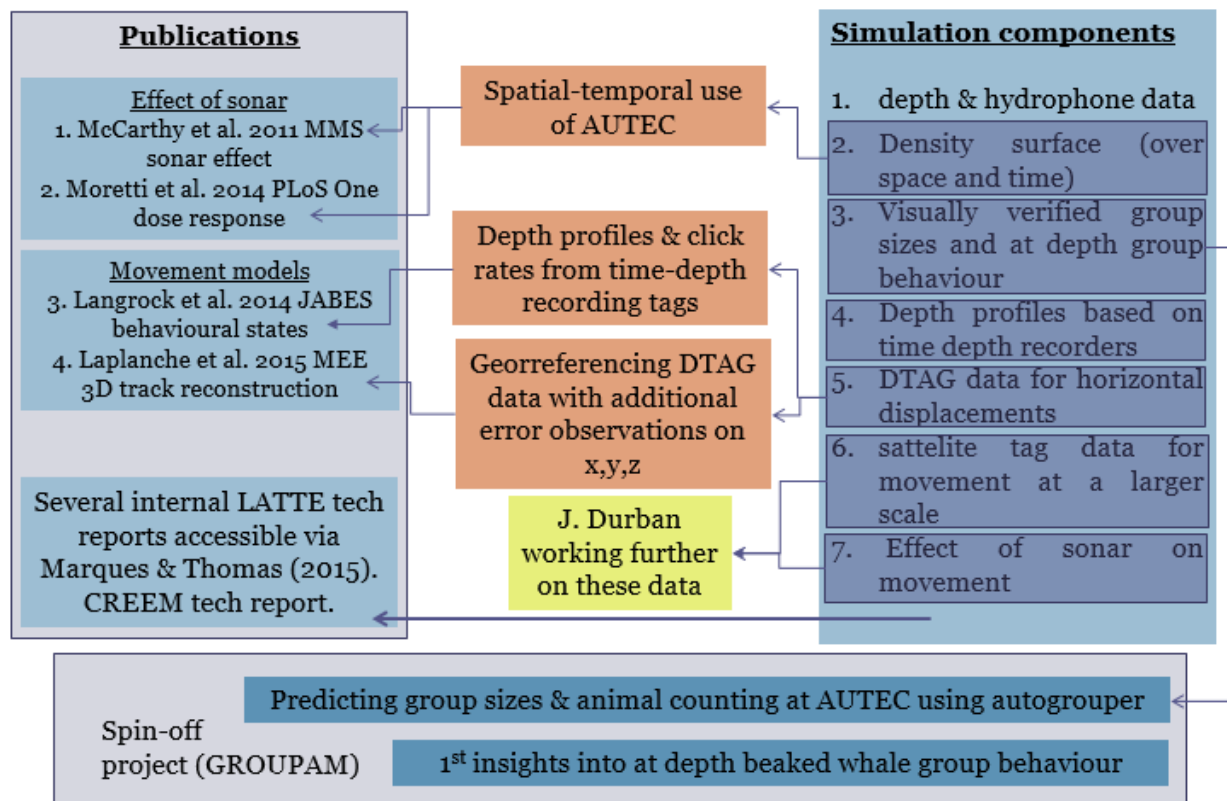 Publications
Effect of sonar
1. McCarthy et al. 2011 MMS
sonar effect
2. Moretti et al. 2014 PLoS One
dose response
Movement models
3. Langrock et al. 2014 JABES
behavioural states
4. Laplanche et al. 2015 MEE
3D track reconstruction
Several internal LATTE tech
reports accessible via
Marques & Thomas (2015).
CREEM tech report.
Spatial-temporal use
of AUTEC
Depth profiles & click
rates from time-depth
recording tags
Georreferencing DTAG
data with additional
error observations on
x,y,z
J. Durban
working further
on these data
Simulation components
1. depth & hydrophone data
2. Density surface (over
space and time)
3. Visually verified group
sizes and at depth group
behaviour
4. Depth profiles based on
time depth recorders
5. DTAG data for horizontal
displacements
6. sattelite tag data for
movement at a larger
scale
7. Effect of sonar on
movement
Spin-off
project (GROUPAM)
Predicting group sizes & animal counting at AUTEC using autogrouper
1st insights into at depth beaked whale group behaviour